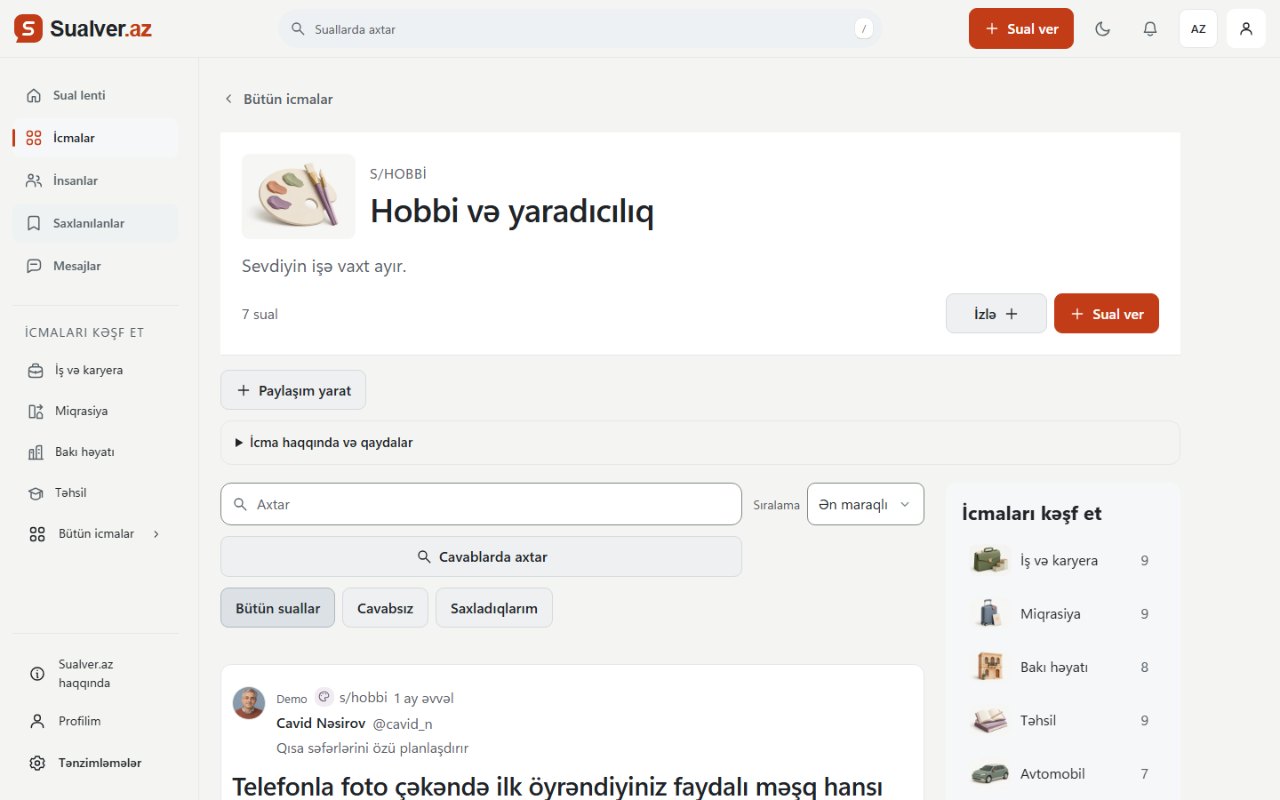 Sualver.az
Suallarda axtar
/
Sual ver
AZ
Sual lenti
İcmalar
İnsanlar
Saxlanılanlar
Mesajlar
İCMALARI KƏŞF ET
İş və karyera
Miqrasiya
Bakı həyatı
Təhsil
Bütün icmalar
Sualver.az
haqqında
Profilim
Tənzimləmələr
Bütün icmalar
S/HOBBİ
Hobbi və yaradıcılıq
Sevdiyin işə vaxt ayır.
7 sual
İzlə
Sual ver
Paylaşım yarat
İcma haqqında və qaydalar
Axtar
Sıralama
Ən maraqlı
Cavablarda axtar
Bütün suallar
Cavabsız
Saxladıqlarım
Demo s/hobbi 1 ay əvvəl
Cavid Nəsirov @cavid_n
Qısa səfərlərini özü planlaşdırır
Telefonla foto çəkəndə ilk öyrəndiyiniz faydalı məşq hansı
İcmaları kəşf et
İş və karyera 9
Miqrasiya 9
Bakı həyatı 8
Təhsil 9
Avtomobil 7